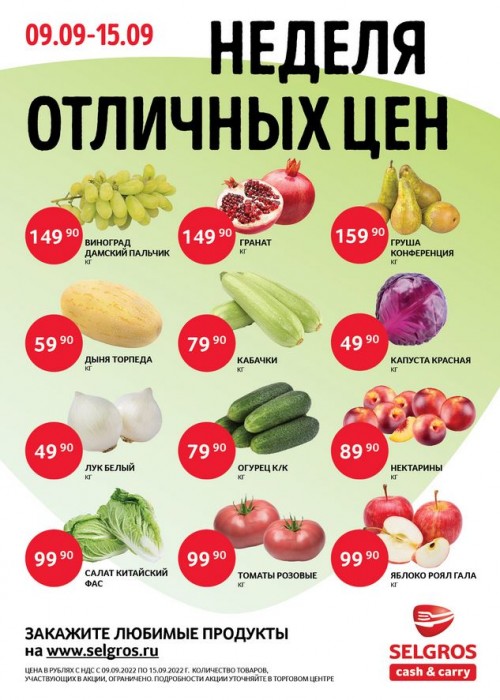 09.09-15.09
НЕДЕЛЯ
ОТЛИЧНЫХ ЦЕН
149 90
ВИНОГРАД
ДАМСКИЙ ПАЛЬЧИК
КГ
149 90
ГРАНАТ
КГ
159 90
ГРУША
КОНФЕРЕНЦИЯ
КГ
59 90
ДЫНЯ ТОРПЕДА
КГ
79 90
КАБАЧКИ
КГ
49 90
КАПУСТА КРАСНАЯ
КГ
49 90
ЛУК БЕЛЫЙ
КГ
79 90
ОГУРЕЦ К/К
КГ
89 90
НЕКТАРИНЫ
КГ
99 90
САЛАТ КИТАЙСКИЙ
ФАС
99 90
ТОМАТЫ РОЗОВЫЕ
КГ
99 90
ЯБЛОКО РОЯЛ ГАЛА
КГ
ЗАКАЖИТЕ ЛЮБИМЫЕ ПРОДУКТЫ
на www.selgros.ru
SELGROS
cash & carry
ЦЕНА В РУБЛЯХ С НДС С 09.09.2022 ПО 15.09.2022 Г. КОЛИЧЕСТВО ТОВАРОВ,
УЧАСТВУЮЩИХ В АКЦИИ, ОГРАНИЧЕНО. ПОДРОБНОСТИ АКЦИИ УТОЧНЯЙТЕ В ТОРГОВОМ ЦЕНТРЕ